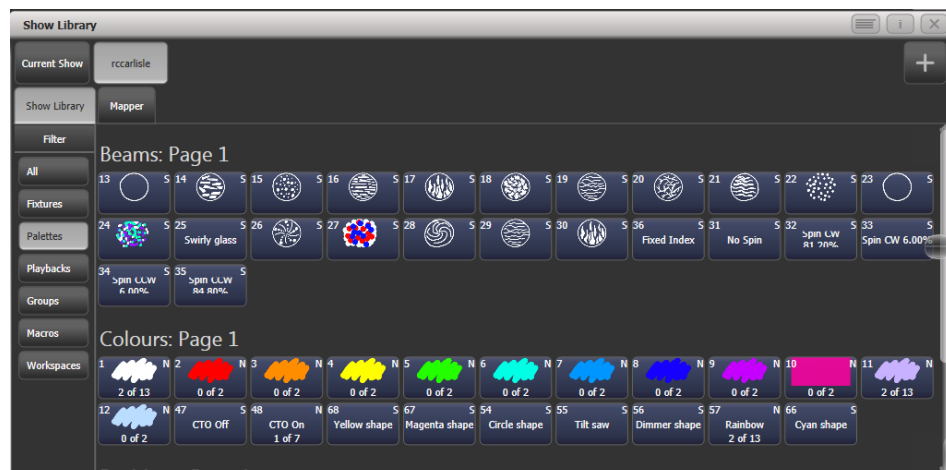 Show Library
i
Current Show
rccarlisle
+
Show Library
Mapper
Filter
All
Fixtures
Palettes
Playbacks
Groups
Macros
Workspaces
Beams: Page 1
13 S 14 S 15 S 16 S 17 S 18 S 19 S 20 S 21 S 22 S 23 S
24 S 25 S 26 S 27 S 28 S 29 S 30 S 36 S 31 S 32 S 33 S
Swirly glass
Fixed Index
No Spin
Spin CW
81.20%
Spin CW 6.00%
34 S 35 S
Spin CCW
6.00%
Spin CCW
84.80%
Colours: Page 1
1 N 2 N 3 N 4 N 5 N 6 N 7 N 8 N 9 N 10 N 11 N
2 of 13 0 of 2 0 of 2 0 of 2 0 of 2 0 of 2 0 of 2 0 of 2 0 of 2 0 of 2 2 of 13
12 N 47 S 48 N 68 S 67 S 54 S 55 S 56 S 57 N 66 S
0 of 2
CTO Off
CTO On
1 of 7
Yellow shape
Magenta shape
Circle shape
Tilt saw
Dimmer shape
Rainbow
2 of 13
Cyan shape